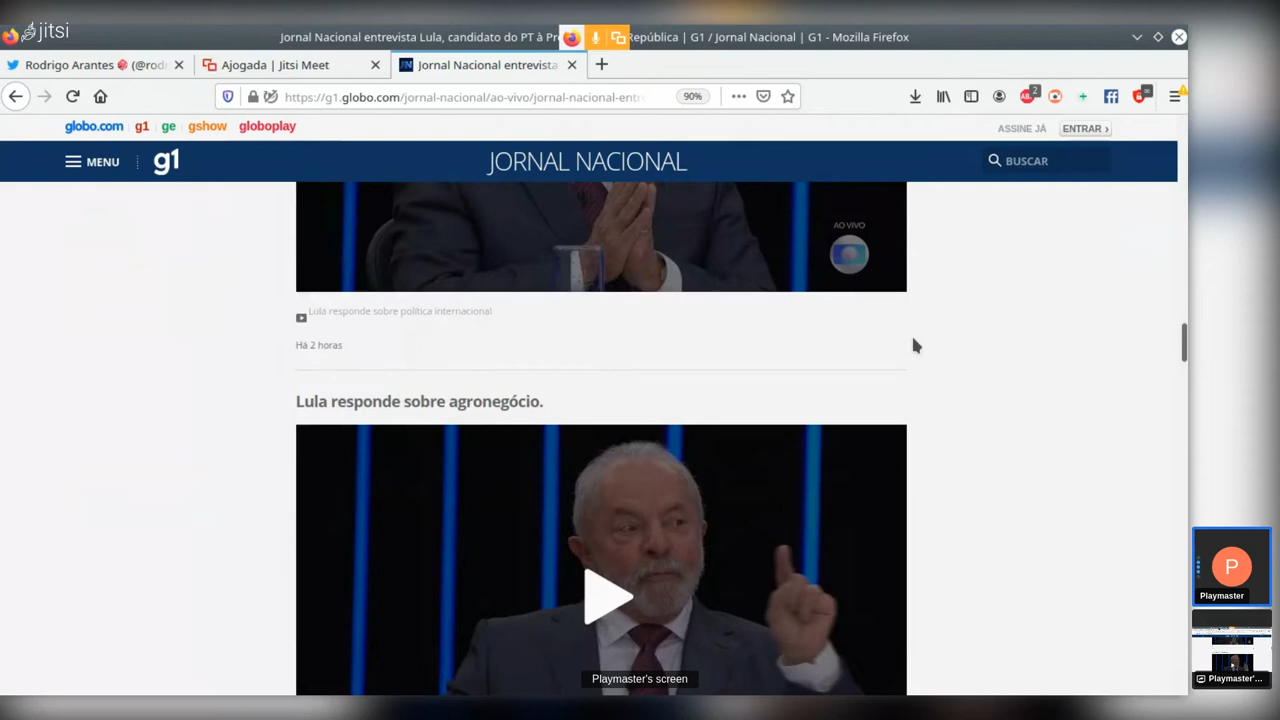 jitsi
Jornal Nacional entrevista Lula, candidato do PT à Pr
República | G1 / Jornal Nacional | G1 - Mozilla Firefox
Rodrigo Arantes
(@rodr
Ajogada | Jitsi Meet
Jornal Nacional entrevista
https://g1.globo.com/jornal-nacional/ao-vivo/jornal-nacional-entre
90%
2
globo.com
g1
ge
gshow
globoplay
ASSINE JÁ
ENTRAR ›
MENU
g1
JORNAL NACIONAL
BUSCAR
AO VIVO
Lula responde sobre política internacional
Há 2 horas
Lula responde sobre agronegócio.
P
Playmaster
Playmaster's screen
Playmaster'...